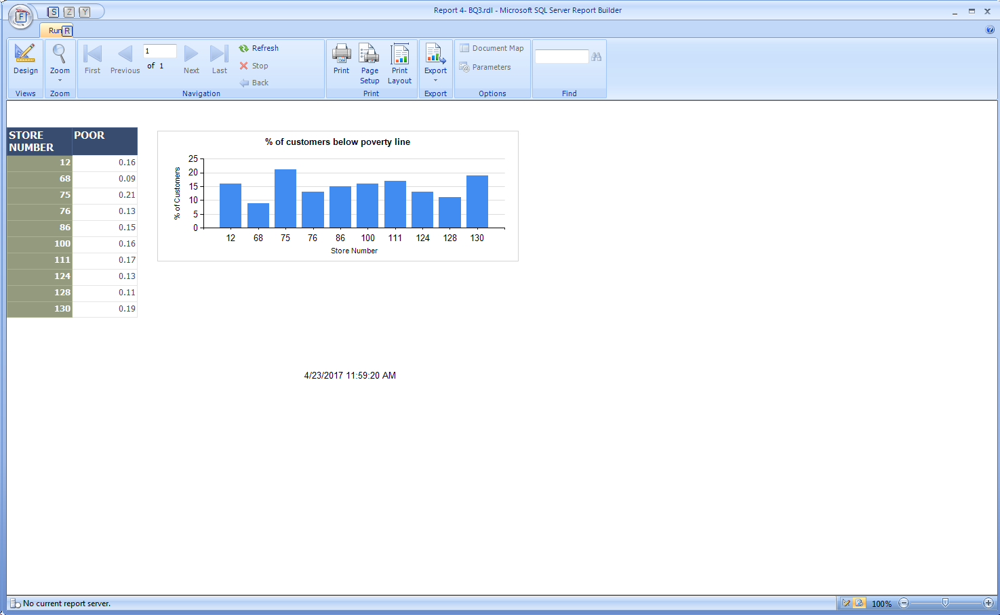 Report 4- BQ3.rdl - Microsoft SQL Server Report Builder
F S Z Y
Run R
Design
Views
Zoom
Zoom
First Previous 1 of 1 Next Last
Refresh
Stop
Back
Navigation
Print Page Setup Print Layout
Print
Export
Export
Document Map
Parameters
Options
Find
STORE NUMBER POOR
12 0.16
68 0.09
75 0.21
76 0.13
86 0.15
100 0.16
111 0.17
124 0.13
128 0.11
130 0.19
% of customers below poverty line
% of Customers
25
20
15
10
5
0
12 68 75 76 86 100 111 124 128 130
Store Number
4/23/2017 11:59:20 AM
No current report server.
100%